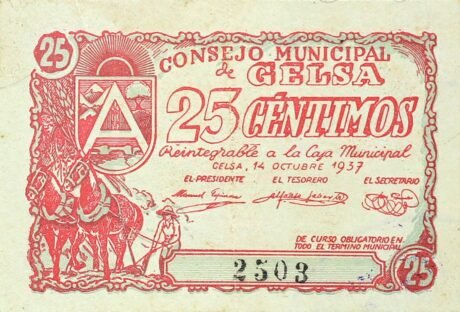 25
CONSEJO MUNICIPAL
de GELSA
A
25 CÉNTIMOS
Reintegrable a la Caja Municipal
GELSA, 14 OCTUBRE 1937
EL PRESIDENTE EL TESORERO EL SECRETARIO
DE CURSO OBLIGATORIO EN
TODO EL TERMINO MUNICIPAL
2503
25